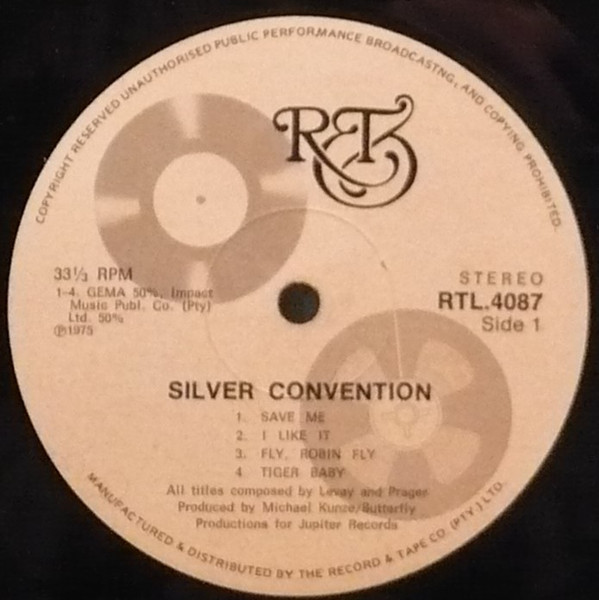 COPYRIGHT RESERVED UNAUTHORISED PUBLIC PERFORMANCE BROADCASTNG, AND COPYING PROHIBITED.
R&T
33⅓ RPM
1-4. GEMA 50%, Impact
Music Publ. Co. (Pty)
Ltd. 50%
℗1975
STEREO
RTL.4087
Side 1
SILVER CONVENTION
1. SAVE ME
2. I LIKE IT
3. FLY, ROBIN FLY
4 TIGER BABY
All titles composed by Levay and Prager
Produced by Michael Kunze/Butterfly
Productions for Jupiter Records
MANUFACTURED & DISTRIBUTED BY THE RECORD & TAPE CO. (PTY.) LTD.